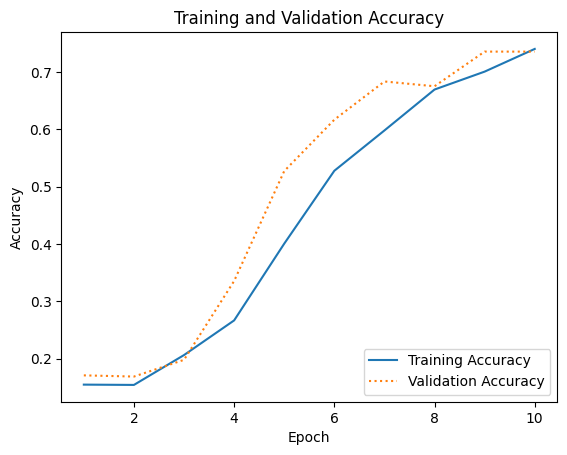 Training and Validation Accuracy
Accuracy
0.7
0.6
0.5
0.4
0.3
0.2
Training Accuracy
Validation Accuracy
2 4 6 8 10
Epoch